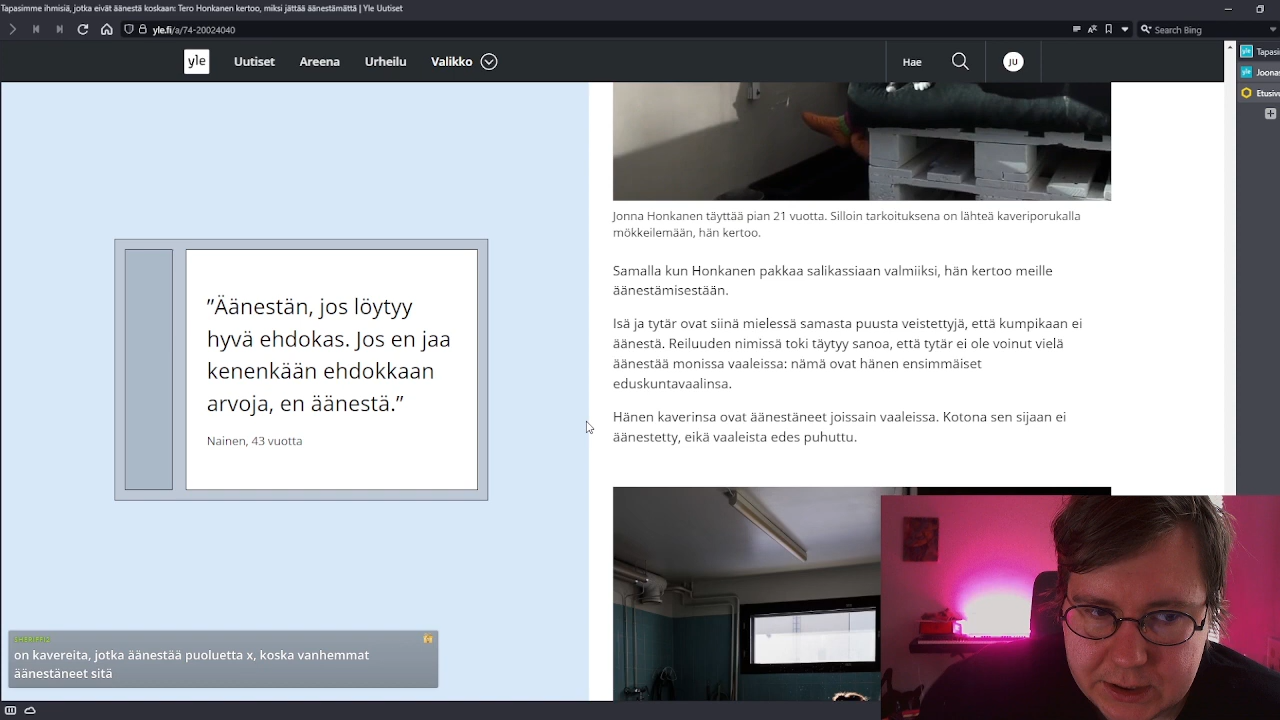 Tapasimme ihmisiä, jotka eivät äänestä koskaan: Tero Honkanen kertoo, miksi jättää äänestämättä | Yle Uutiset
yle.fi/a/74-20024040
Search Bing
yle
Uutiset
Areena
Urheilu
Valikko
Hae
JU
yle Tapasi
yle Joonas
Etusivu
Jonna Honkanen täyttää pian 21 vuotta. Silloin tarkoituksena on lähteä kaveriporukalla
mökkeilemään, hän kertoo.
Samalla kun Honkanen pakkaa salikassiaan valmiiksi, hän kertoo meille
äänestämisestään.
Isä ja tytär ovat siinä mielessä samasta puusta veistettyjä, että kumpikaan ei
äänestä. Reiluuden nimissä toki täytyy sanoa, että tytär ei ole voinut vielä
äänestää monissa vaaleissa: nämä ovat hänen ensimmäiset
eduskuntavaalinsa.
Hänen kaverinsa ovat äänestäneet joissain vaaleissa. Kotona sen sijaan ei
äänestetty, eikä vaaleista edes puhuttu.
”Äänestän, jos löytyy
hyvä ehdokas. Jos en jaa
kenenkään ehdokkaan
arvoja, en äänestä.”
Nainen, 43 vuotta
on kavereita, jotka äänestää puoluetta x, koska vanhemmat
äänestäneet sitä